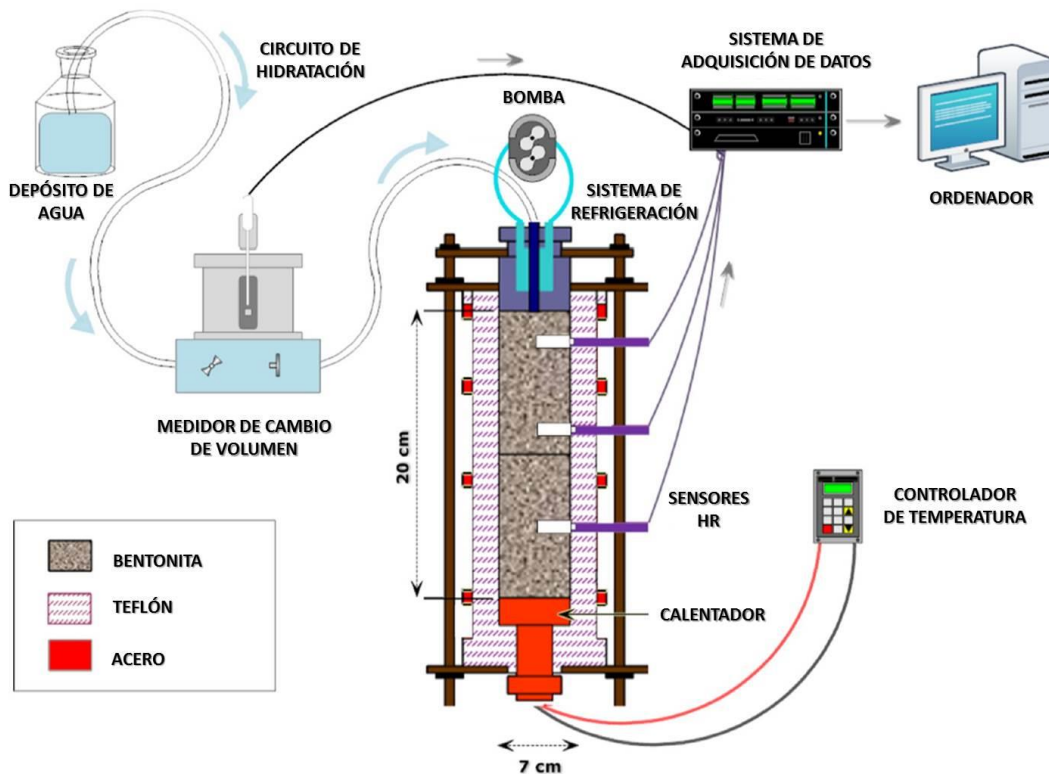 CIRCUITO DE
HIDRATACIÓN
SISTEMA DE
ADQUISICIÓN DE DATOS
BOMBA
DEPÓSITO DE
AGUA
SISTEMA DE
REFRIGERACIÓN
ORDENADOR
MEDIDOR DE CAMBIO
DE VOLUMEN
20 cm
SENSORES
HR
CONTROLADOR
DE TEMPERATURA
BENTONITA
TEFLÓN
ACERO
CALENTADOR
7 cm